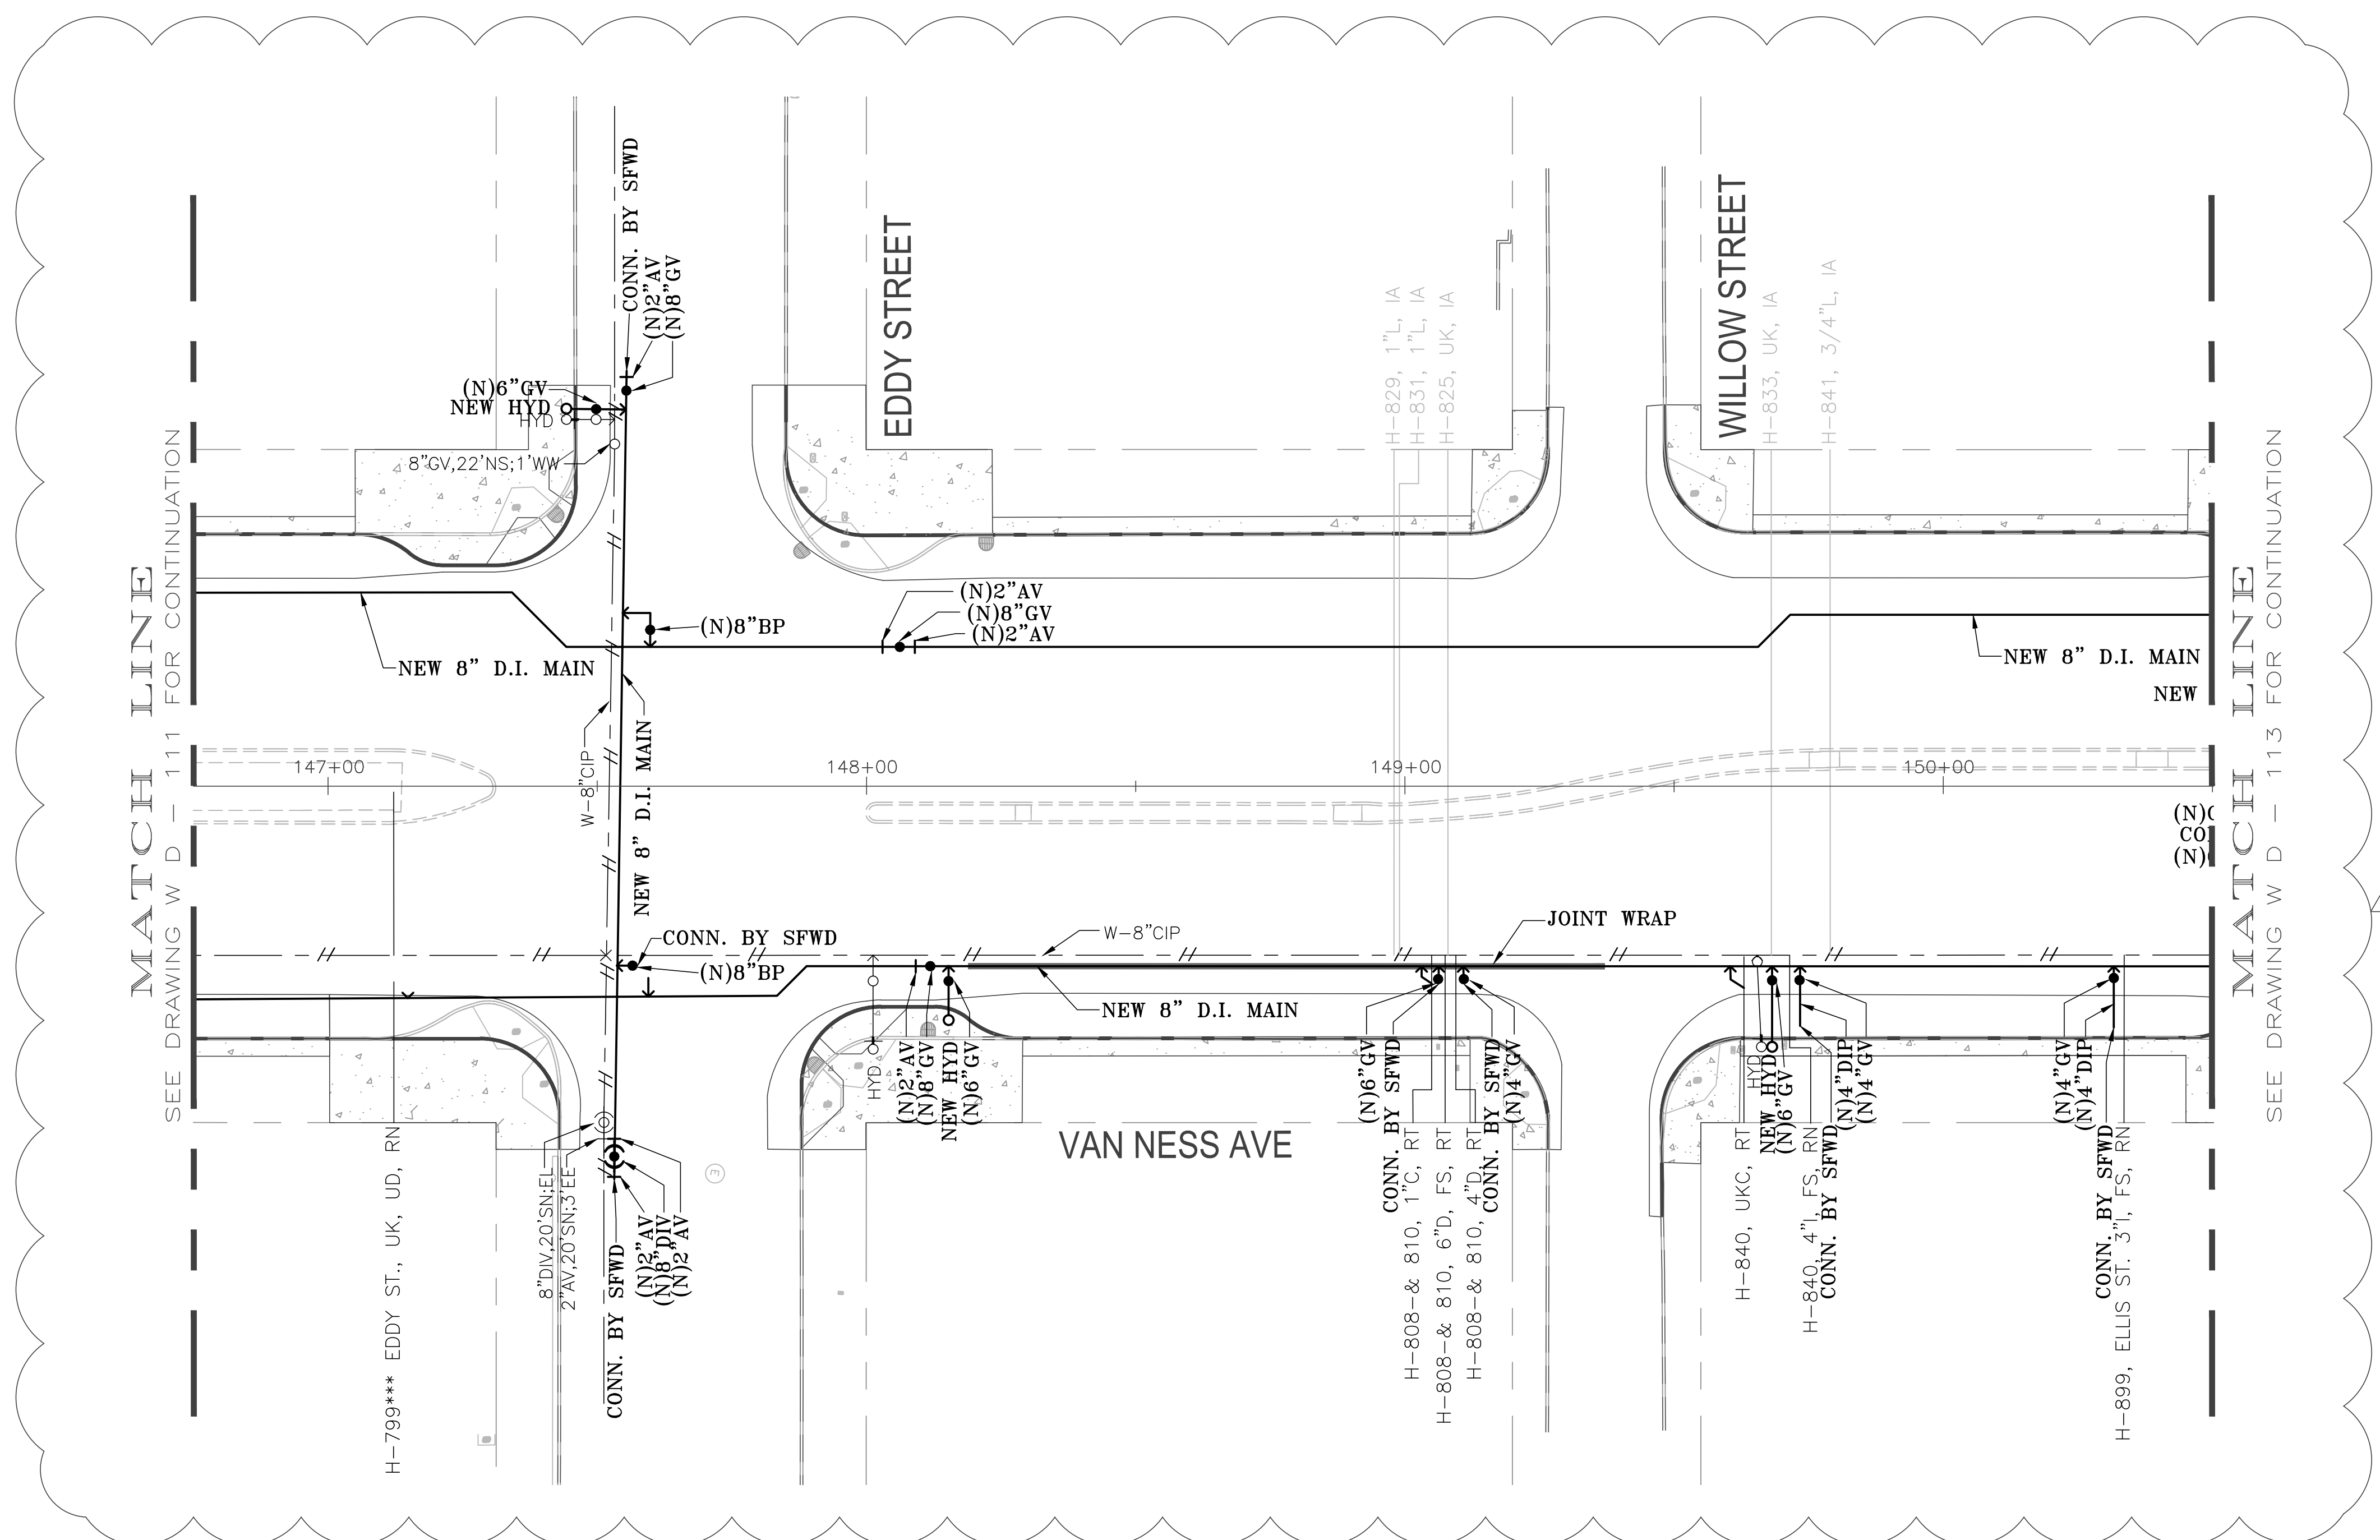 CONN. BY SFWD
(N)2"AV
(N)8"GV
(N)6"GV
NEW HYD
HYD
8"GV,22'NS;1'WW
EDDY STREET
WILLOW STREET
H-829, 1"L, IA
H-831, 1"L, IA
H-825, UK, IA
H-833, UK, IA
H-841, 3/4"L, IA
MATCH LINE
SEE DRAWING W D - 111 FOR CONTINUATION
MATCH LINE
SEE DRAWING W D - 113 FOR CONTINUATION
(N)8"BP
(N)2"AV
(N)8"GV
(N)2"AV
NEW 8" D.I. MAIN
NEW 8" D.I. MAIN
NEW
W-8"CIP
NEW 8" D.I. MAIN
147+00
148+00
149+00
150+00
CONN. BY SFWD
(N)8"BP
W-8"CIP
JOINT WRAP
NEW 8" D.I. MAIN
HYD
(N)2"AV
(N)8"GV
NEW HYD
(N)6"GV
VAN NESS AVE
(N)6"GV
CONN. BY SFWD
H-808-& 810, 1"C, RT
H-808-& 810, 6"D, FS, RT
H-808-& 810, 4"D, RT
CONN. BY SFWD
(N)4"GV
H-840, UKC, RT
HYD
NEW HYD
(N)6"GV
H-840, 4"I, FS, RN
CONN. BY SFWD
(N)4"DIP
(N)4"GV
(N)4"GV
(N)4"DIP
CONN. BY SFWD
H-899, ELLIS ST. 3"I, FS, RN
H-799*** EDDY ST., UK, UD, RN
8"DIV,20'SN;EL
2"AV,20'SN;3'EE
CONN. BY SFWD
(N)2"AV
(N)8"DIV
(N)2"AV
E